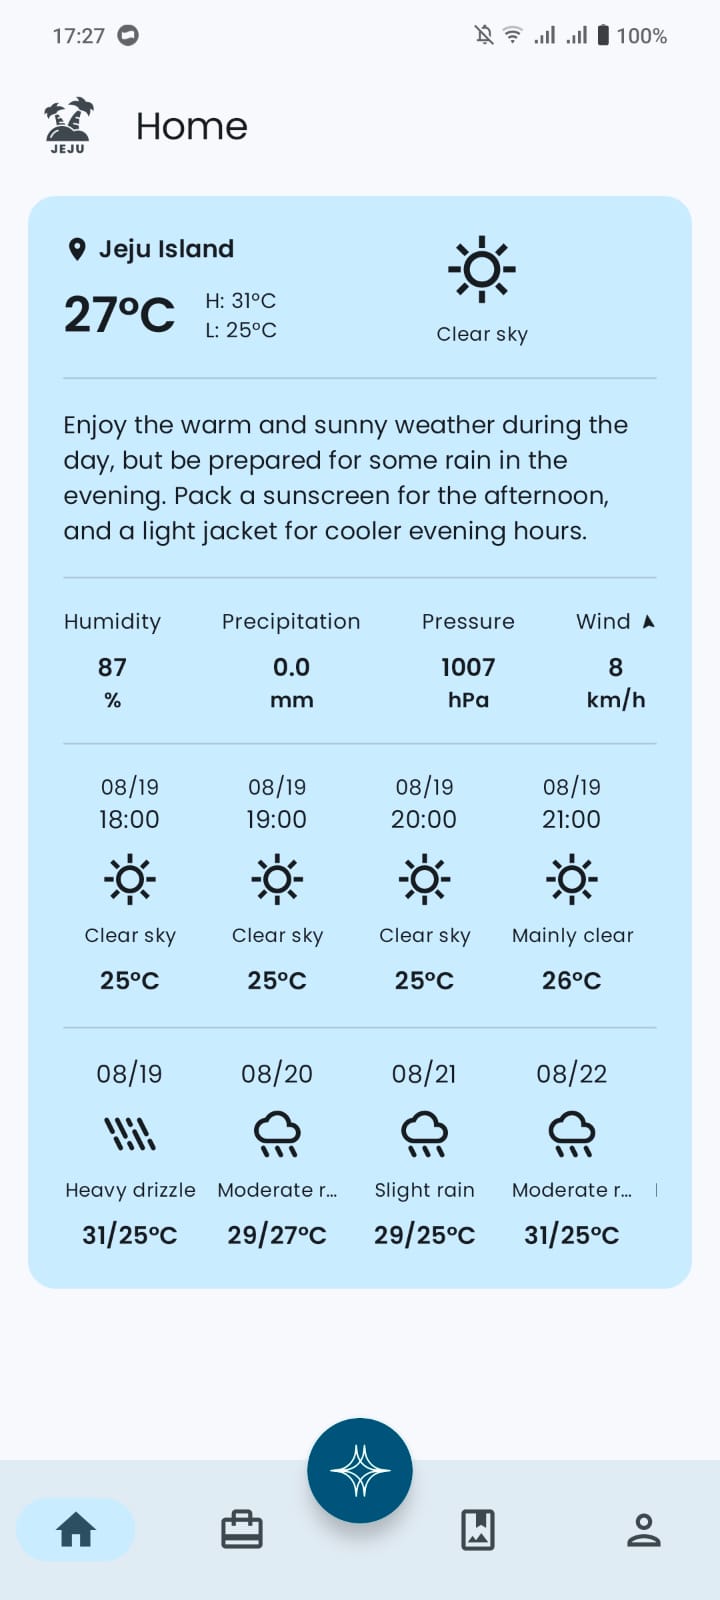 17:27
100%
JEJU
Home
Jeju Island
27°C
H: 31°C
L: 25°C
Clear sky
Enjoy the warm and sunny weather during the
day, but be prepared for some rain in the
evening. Pack a sunscreen for the afternoon,
and a light jacket for cooler evening hours.
Humidity Precipitation Pressure Wind
87 0.0 1007 8
% mm hPa km/h
08/19 08/19 08/19 08/19
18:00 19:00 20:00 21:00
Clear sky Clear sky Clear sky Mainly clear
25°C 25°C 25°C 26°C
08/19 08/20 08/21 08/22
Heavy drizzle Moderate r... Slight rain Moderate r...
31/25°C 29/27°C 29/25°C 31/25°C